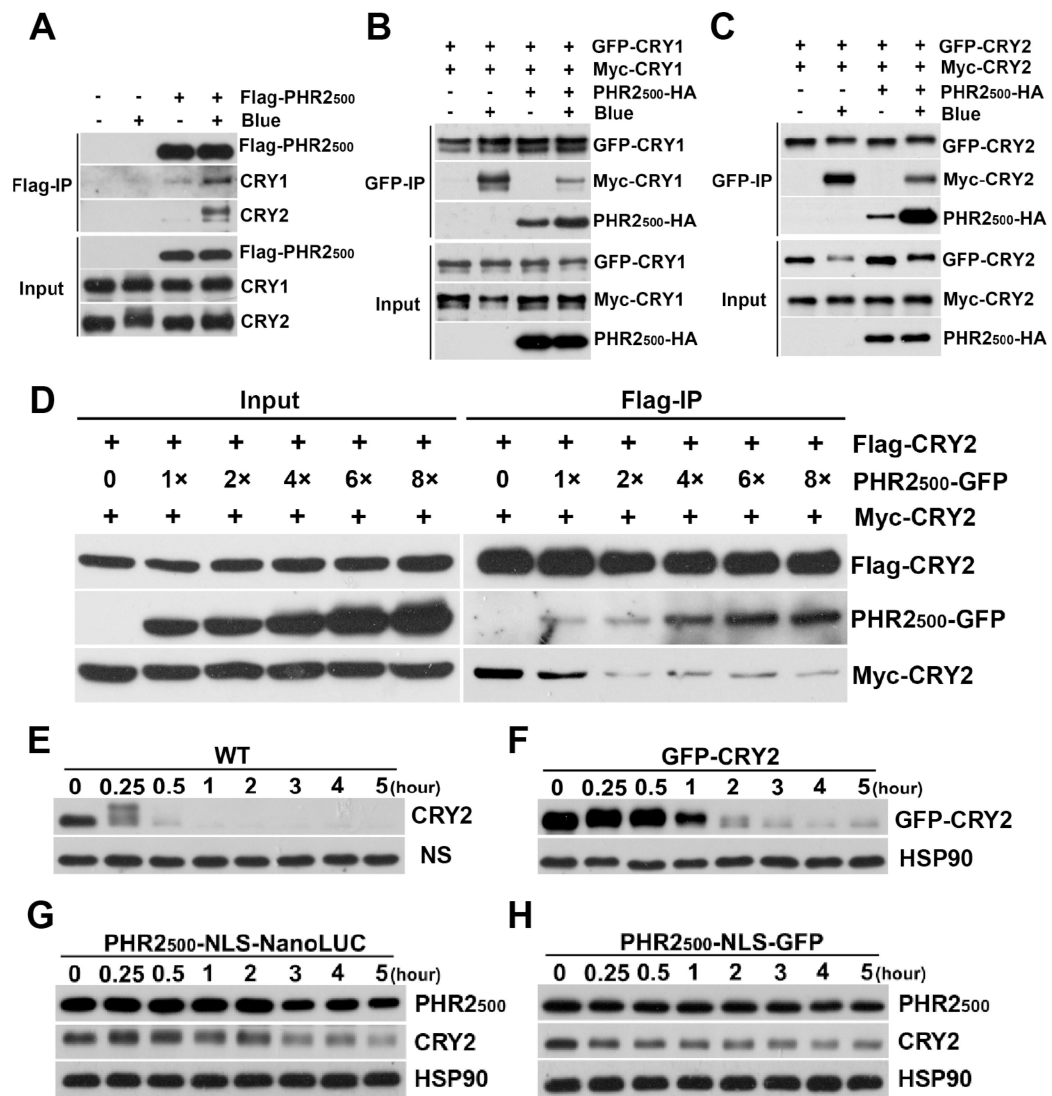 A
- - + + Flag-PHR2500
- + - + Blue
Flag-IP
Flag-PHR2500
CRY1
CRY2
Input
Flag-PHR2500
CRY1
CRY2
B
+ + + + GFP-CRY1
+ + + + Myc-CRY1
- - + + PHR2500-HA
- + - + Blue
GFP-IP
GFP-CRY1
Myc-CRY1
PHR2500-HA
Input
GFP-CRY1
Myc-CRY1
PHR2500-HA
C
+ + + + GFP-CRY2
+ + + + Myc-CRY2
- - + + PHR2500-HA
- + - + Blue
GFP-IP
GFP-CRY2
Myc-CRY2
PHR2500-HA
Input
GFP-CRY2
Myc-CRY2
PHR2500-HA
D
Input Flag-IP
+ + + + + + + + + + + + Flag-CRY2
0 1× 2× 4× 6× 8× 0 1× 2× 4× 6× 8× PHR2500-GFP
+ + + + + + + + + + + + Myc-CRY2
Flag-CRY2
PHR2500-GFP
Myc-CRY2
E
WT
0 0.25 0.5 1 2 3 4 5(hour)
CRY2
NS
F
GFP-CRY2
0 0.25 0.5 1 2 3 4 5(hour)
GFP-CRY2
HSP90
G
PHR2500-NLS-NanoLUC
0 0.25 0.5 1 2 3 4 5(hour)
PHR2500
CRY2
HSP90
H
PHR2500-NLS-GFP
0 0.25 0.5 1 2 3 4 5(hour)
PHR2500
CRY2
HSP90